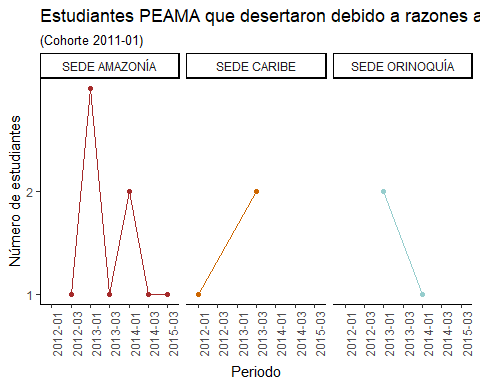 Estudiantes PEAMA que desertaron debido a razones a
(Cohorte 2011-01)
SEDE AMAZONÍA SEDE CARIBE SEDE ORINOQUÍA
Número de estudiantes
2
1
2012-01 2012-03 2013-01 2013-03 2014-01 2014-03 2015-03
2012-01 2012-03 2013-01 2013-03 2014-01 2014-03 2015-03
2012-01 2012-03 2013-01 2013-03 2014-01 2014-03 2015-03
Periodo